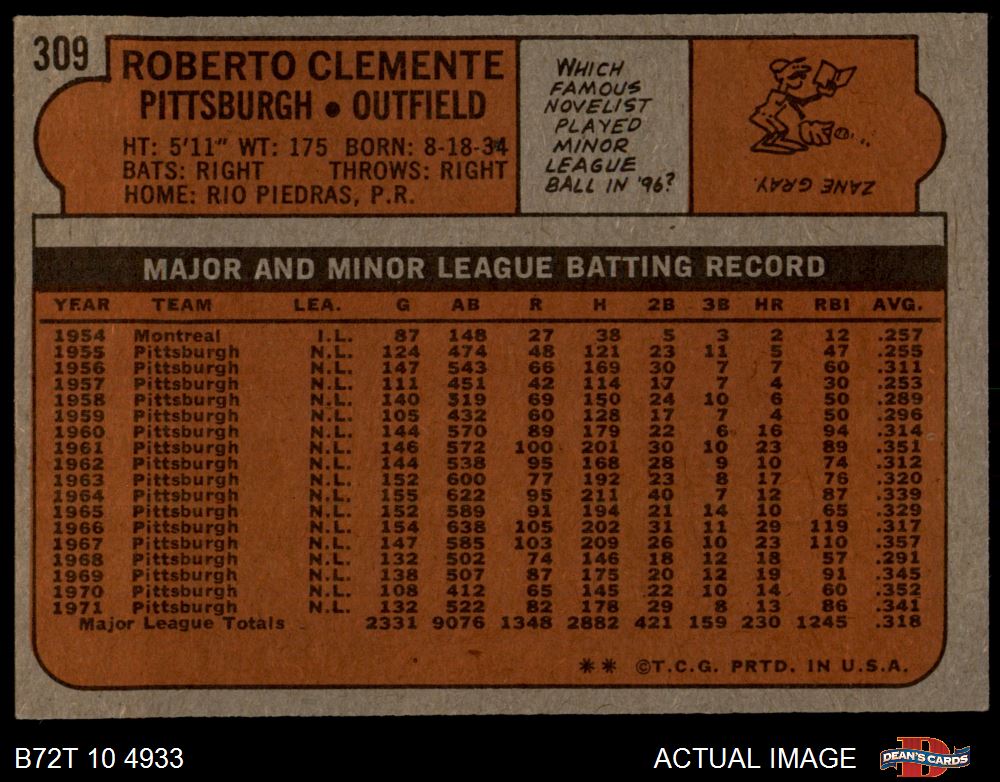 309
ROBERTO CLEMENTE
PITTSBURGH • OUTFIELD
HT: 5'11" WT: 175 BORN: 8-18-34
BATS: RIGHT THROWS: RIGHT
HOME: RIO PIEDRAS, P.R.
WHICH
FAMOUS
NOVELIST
PLAYED
MINOR
LEAGUE
BALL IN '96?
ZANE GRAY.
MAJOR AND MINOR LEAGUE BATTING RECORD
YEAR TEAM LEA. G AB R H 2B 3B HR RBI AVG.
1954 Montreal I.L. 87 148 27 38 5 3 2 12 .257
1955 Pittsburgh N.L. 124 474 48 121 23 11 5 47 .255
1956 Pittsburgh N.L. 147 543 66 169 30 7 7 60 .311
1957 Pittsburgh N.L. 111 451 42 114 17 7 4 30 .253
1958 Pittsburgh N.L. 140 519 69 150 24 10 6 50 .289
1959 Pittsburgh N.L. 105 432 60 128 17 7 4 50 .296
1960 Pittsburgh N.L. 144 570 89 179 22 6 16 94 .314
1961 Pittsburgh N.L. 146 572 100 201 30 10 23 89 .351
1962 Pittsburgh N.L. 144 538 95 168 28 9 10 74 .312
1963 Pittsburgh N.L. 152 600 77 192 23 8 17 76 .320
1964 Pittsburgh N.L. 155 622 95 211 40 7 12 87 .339
1965 Pittsburgh N.L. 152 589 91 194 21 14 10 65 .329
1966 Pittsburgh N.L. 154 638 105 202 31 11 29 119 .317
1967 Pittsburgh N.L. 147 585 103 209 26 10 23 110 .357
1968 Pittsburgh N.L. 132 502 74 146 18 12 18 57 .291
1969 Pittsburgh N.L. 138 507 87 175 20 12 19 91 .345
1970 Pittsburgh N.L. 108 412 65 145 22 10 14 60 .352
1971 Pittsburgh N.L. 132 522 82 178 29 8 13 86 .341
Major League Totals 2331 9076 1348 2882 421 159 230 1245 .318
** ©T.C.G. PRTD. IN U.S.A.
B72T 10 4933
ACTUAL IMAGE
DEAN'S CARDS